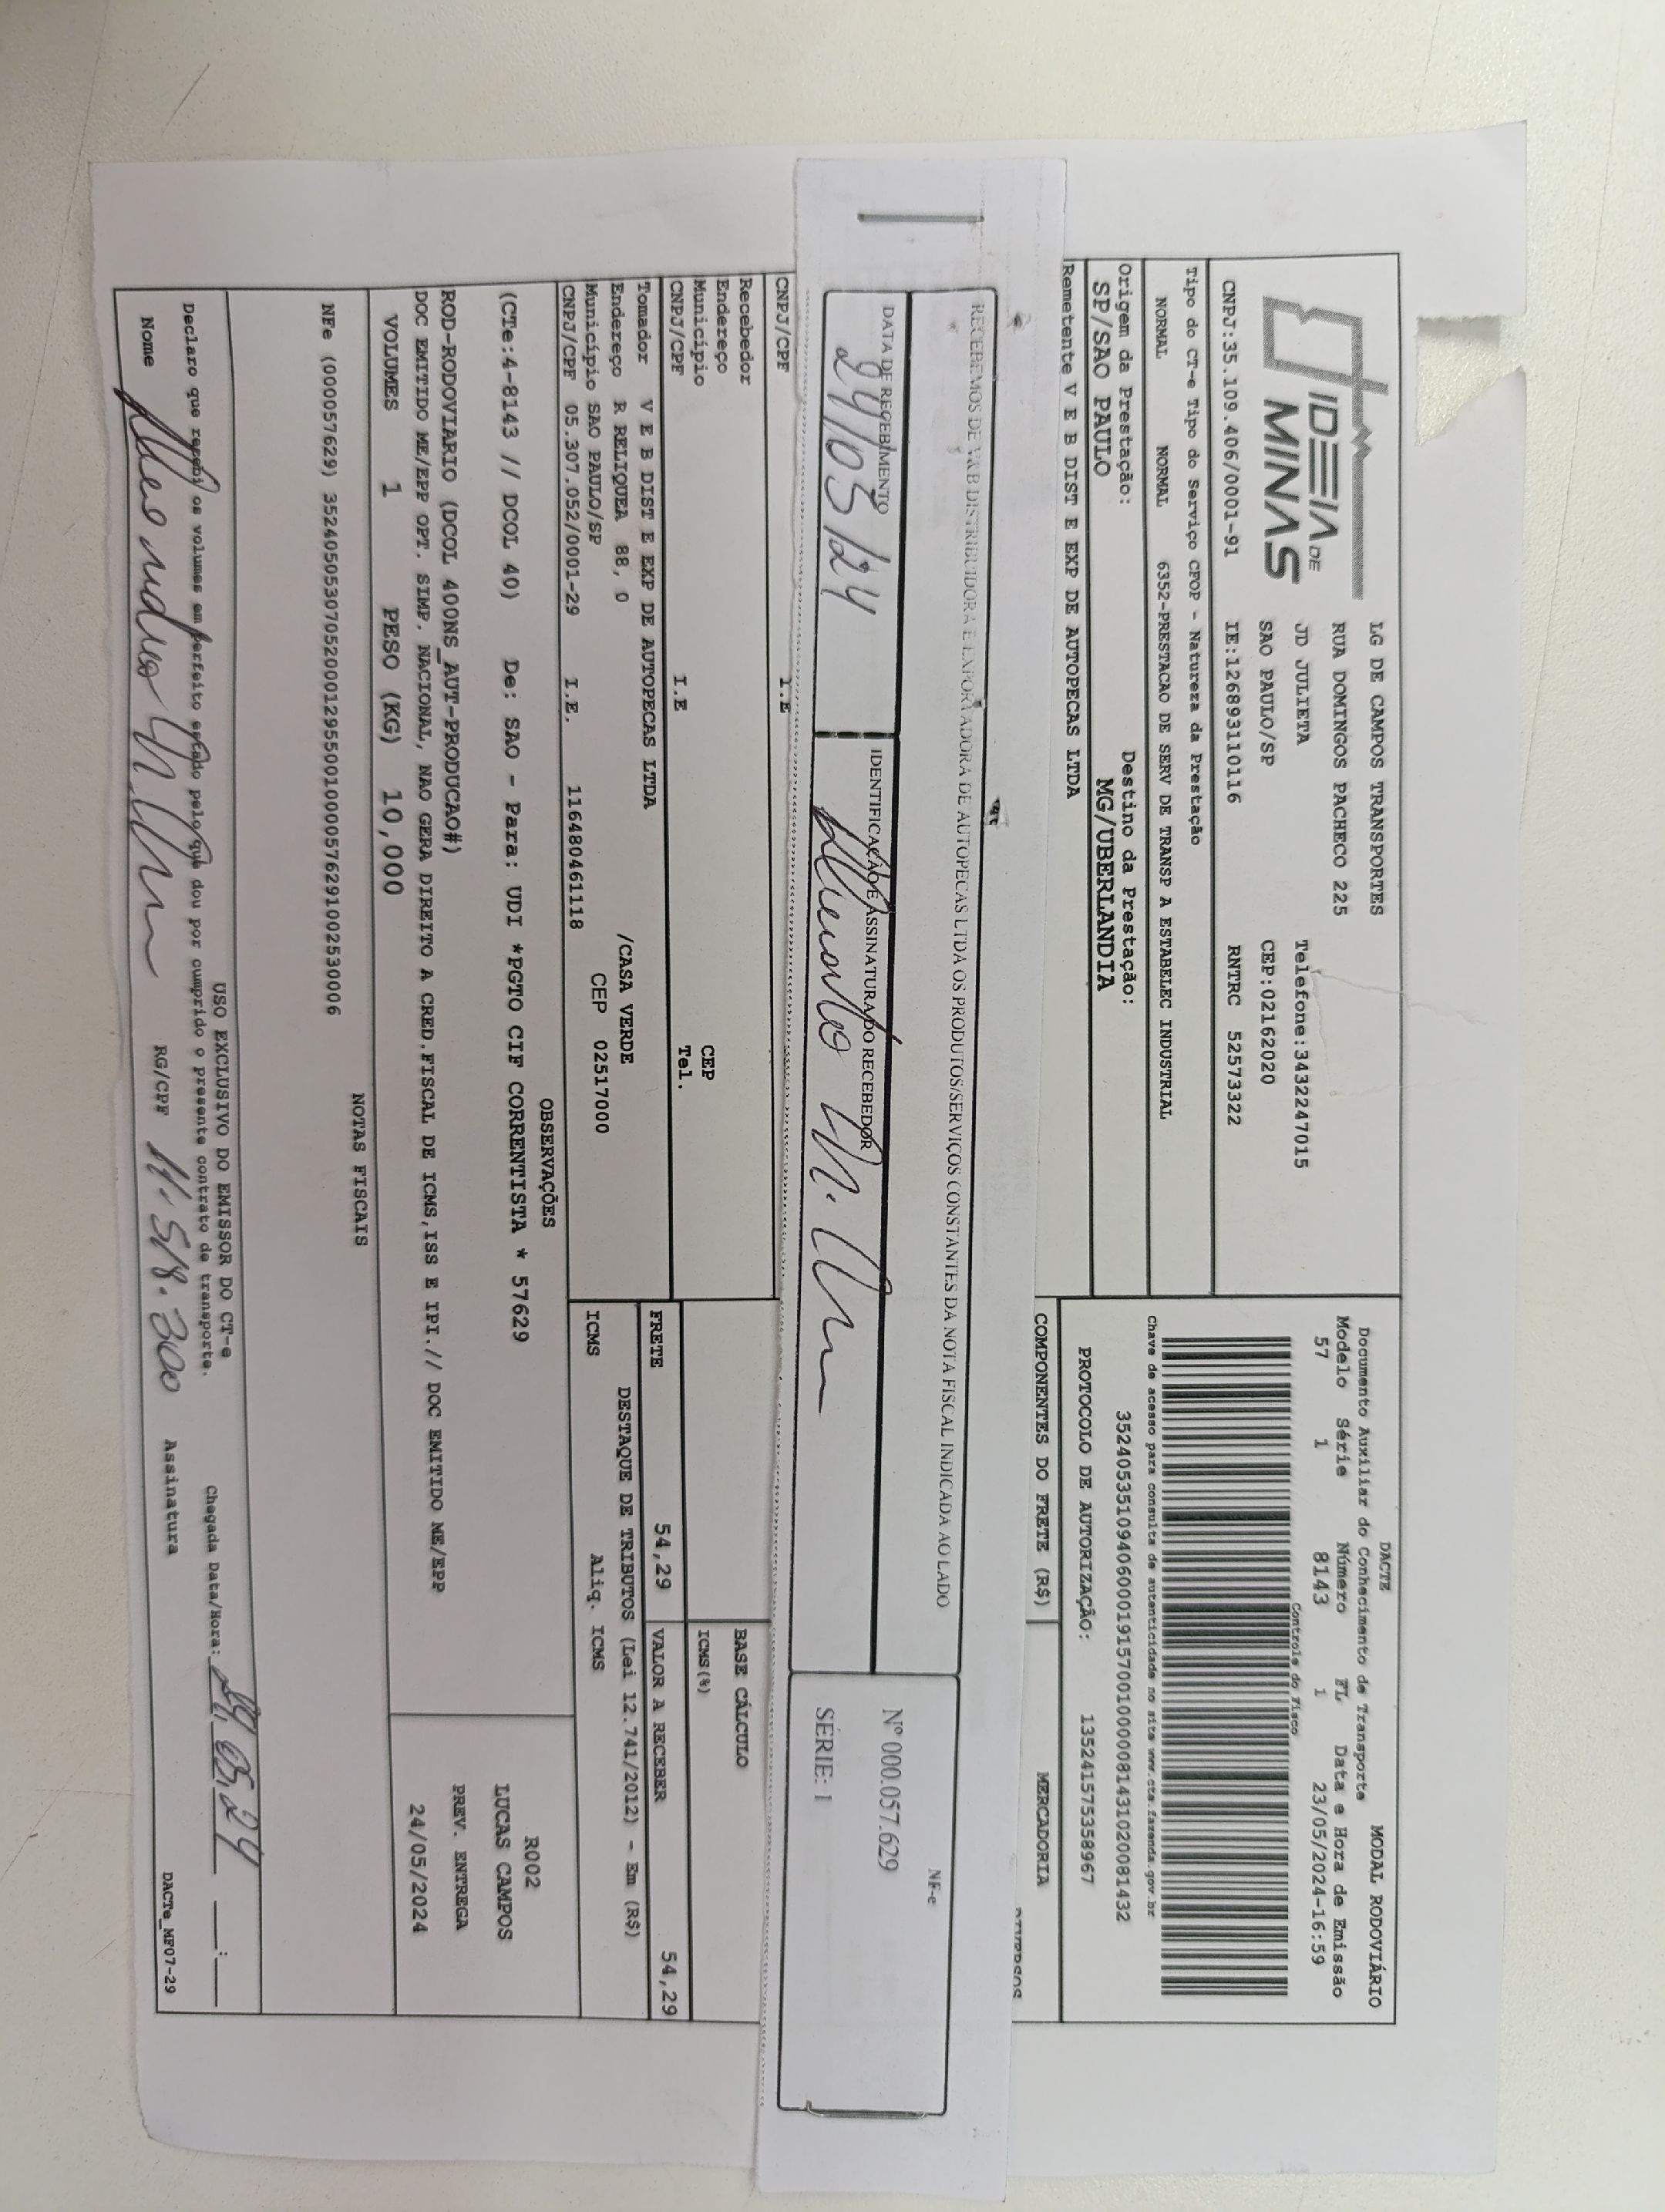 IDEIA DE
MINAS
LG DE CAMPOS TRANSPORTES
RUA DOMINGOS PACHECO 225
JD JULIETA Telefone:3432247015
SAO PAULO/SP CEP:02162020
CNPJ:35.109.406/0001-91 IE:126893110116 RNTRC 52573322
DACTE MODAL RODOVIÁRIO
Documento Auxiliar do Conhecimento de Transporte
Modelo Série Número FL Data e Hora de Emissão
57 1 8143 1 23/05/2024-16:59
Controle do Fisco
Chave de acesso para consulta de autenticidade no site www.cte.fazenda.gov.br
35240535109406000191570010000081431020081432
PROTOCOLO DE AUTORIZAÇÃO: 135241575358967
Tipo do CT-e Tipo do Serviço CFOP - Natureza da Prestação
NORMAL NORMAL 6352-PRESTACAO DE SERV DE TRANSP A ESTABELEC INDUSTRIAL
Origem da Prestação: Destino da Prestação:
SP/SAO PAULO MG/UBERLANDIA
Remetente V E B DIST E EXP DE AUTOPECAS LTDA
COMPONENTES DO FRETE (R$) MERCADORIA
DIVERSOS
RECEBEMOS DE V&B DISTRIBUIDORA E EXPORTADORA DE AUTOPECAS LTDA OS PRODUTOS/SERVIÇOS CONSTANTES DA NOTA FISCAL INDICADA AO LADO
NF-e
DATA DE RECEBIMENTO IDENTIFICAÇÃO E ASSINATURA DO RECEBEDOR
Nº 000.057.629
24/05/24
SÉRIE: 1
CNPJ/CPF I.E
Recebedor
Endereço
Município CEP
CNPJ/CPF I.E Tel.
BASE CÁLCULO
ICMS(%)
FRETE 54,29 VALOR A RECEBER 54,29
Tomador V E B DIST E EXP DE AUTOPECAS LTDA
Endereço R RELIQUEA 88, 0 /CASA VERDE
Município SAO PAULO/SP CEP 02517000
CNPJ/CPF 05.307.052/0001-29 I.E. 116480461118
DESTAQUE DE TRIBUTOS (Lei 12.741/2012) - Em (R$)
ICMS Aliq. ICMS
OBSERVAÇÕES
(CTe:4-8143 // DCOL 40) De: SAO - Para: UDI *PGTO CIF CORRENTISTA * 57629
ROD-RODOVIARIO (DCOL 400NS_AUT-PRODUCAO#)
DOC EMITIDO ME/EPP OPT. SIMP. NACIONAL, NAO GERA DIREITO A CRED.FISCAL DE ICMS,ISS E IPI.// DOC EMITIDO ME/EPP
R002
LUCAS CAMPOS
PREV. ENTREGA
24/05/2024
VOLUMES 1 PESO (KG) 10,000
NOTAS FISCAIS
NFe (000057629) 35240505307052000129550010000576291002530006
USO EXCLUSIVO DO EMISSOR DO CT-e
Declaro que recebi os volumes em perfeito estado pelo que dou por cumprido o presente contrato de transporte.
Chegada Data/Hora: 24,05,24 __:__
Nome RG/CPF Assinatura
DACTe_MF07-29